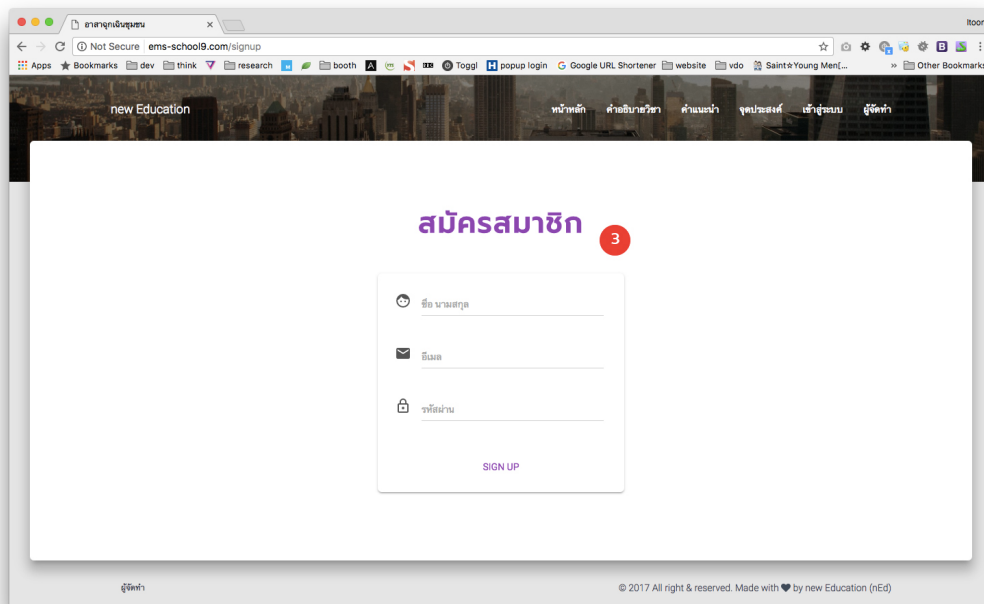 อาสาฉุกเฉินชุมชน
Itoon
Not Secure ems-school9.com/signup
Apps Bookmarks dev think research booth Toggl popup login Google URL Shortener website vdo Saint☆Young Men[... » Other Bookmarks
new Education หน้าหลัก คำอธิบายวิชา คำแนะนำ จุดประสงค์ เข้าสู่ระบบ ผู้จัดทำ
สมัครสมาชิก
3
ชื่อ นามสกุล
อีเมล
รหัสผ่าน
SIGN UP
ผู้จัดทำ © 2017 All right & reserved. Made with ♥ by new Education (nEd)